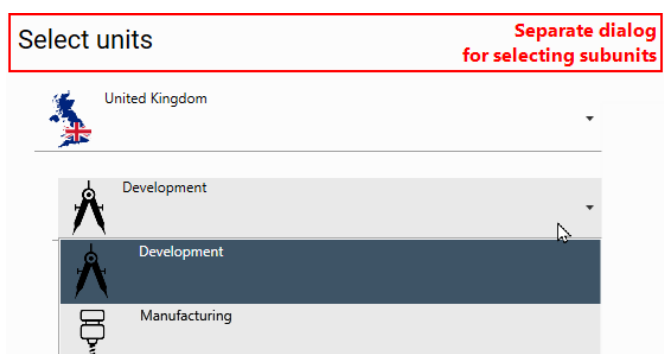 Select units
Separate dialog
for selecting subunits
United Kingdom
Development
Development
Manufacturing